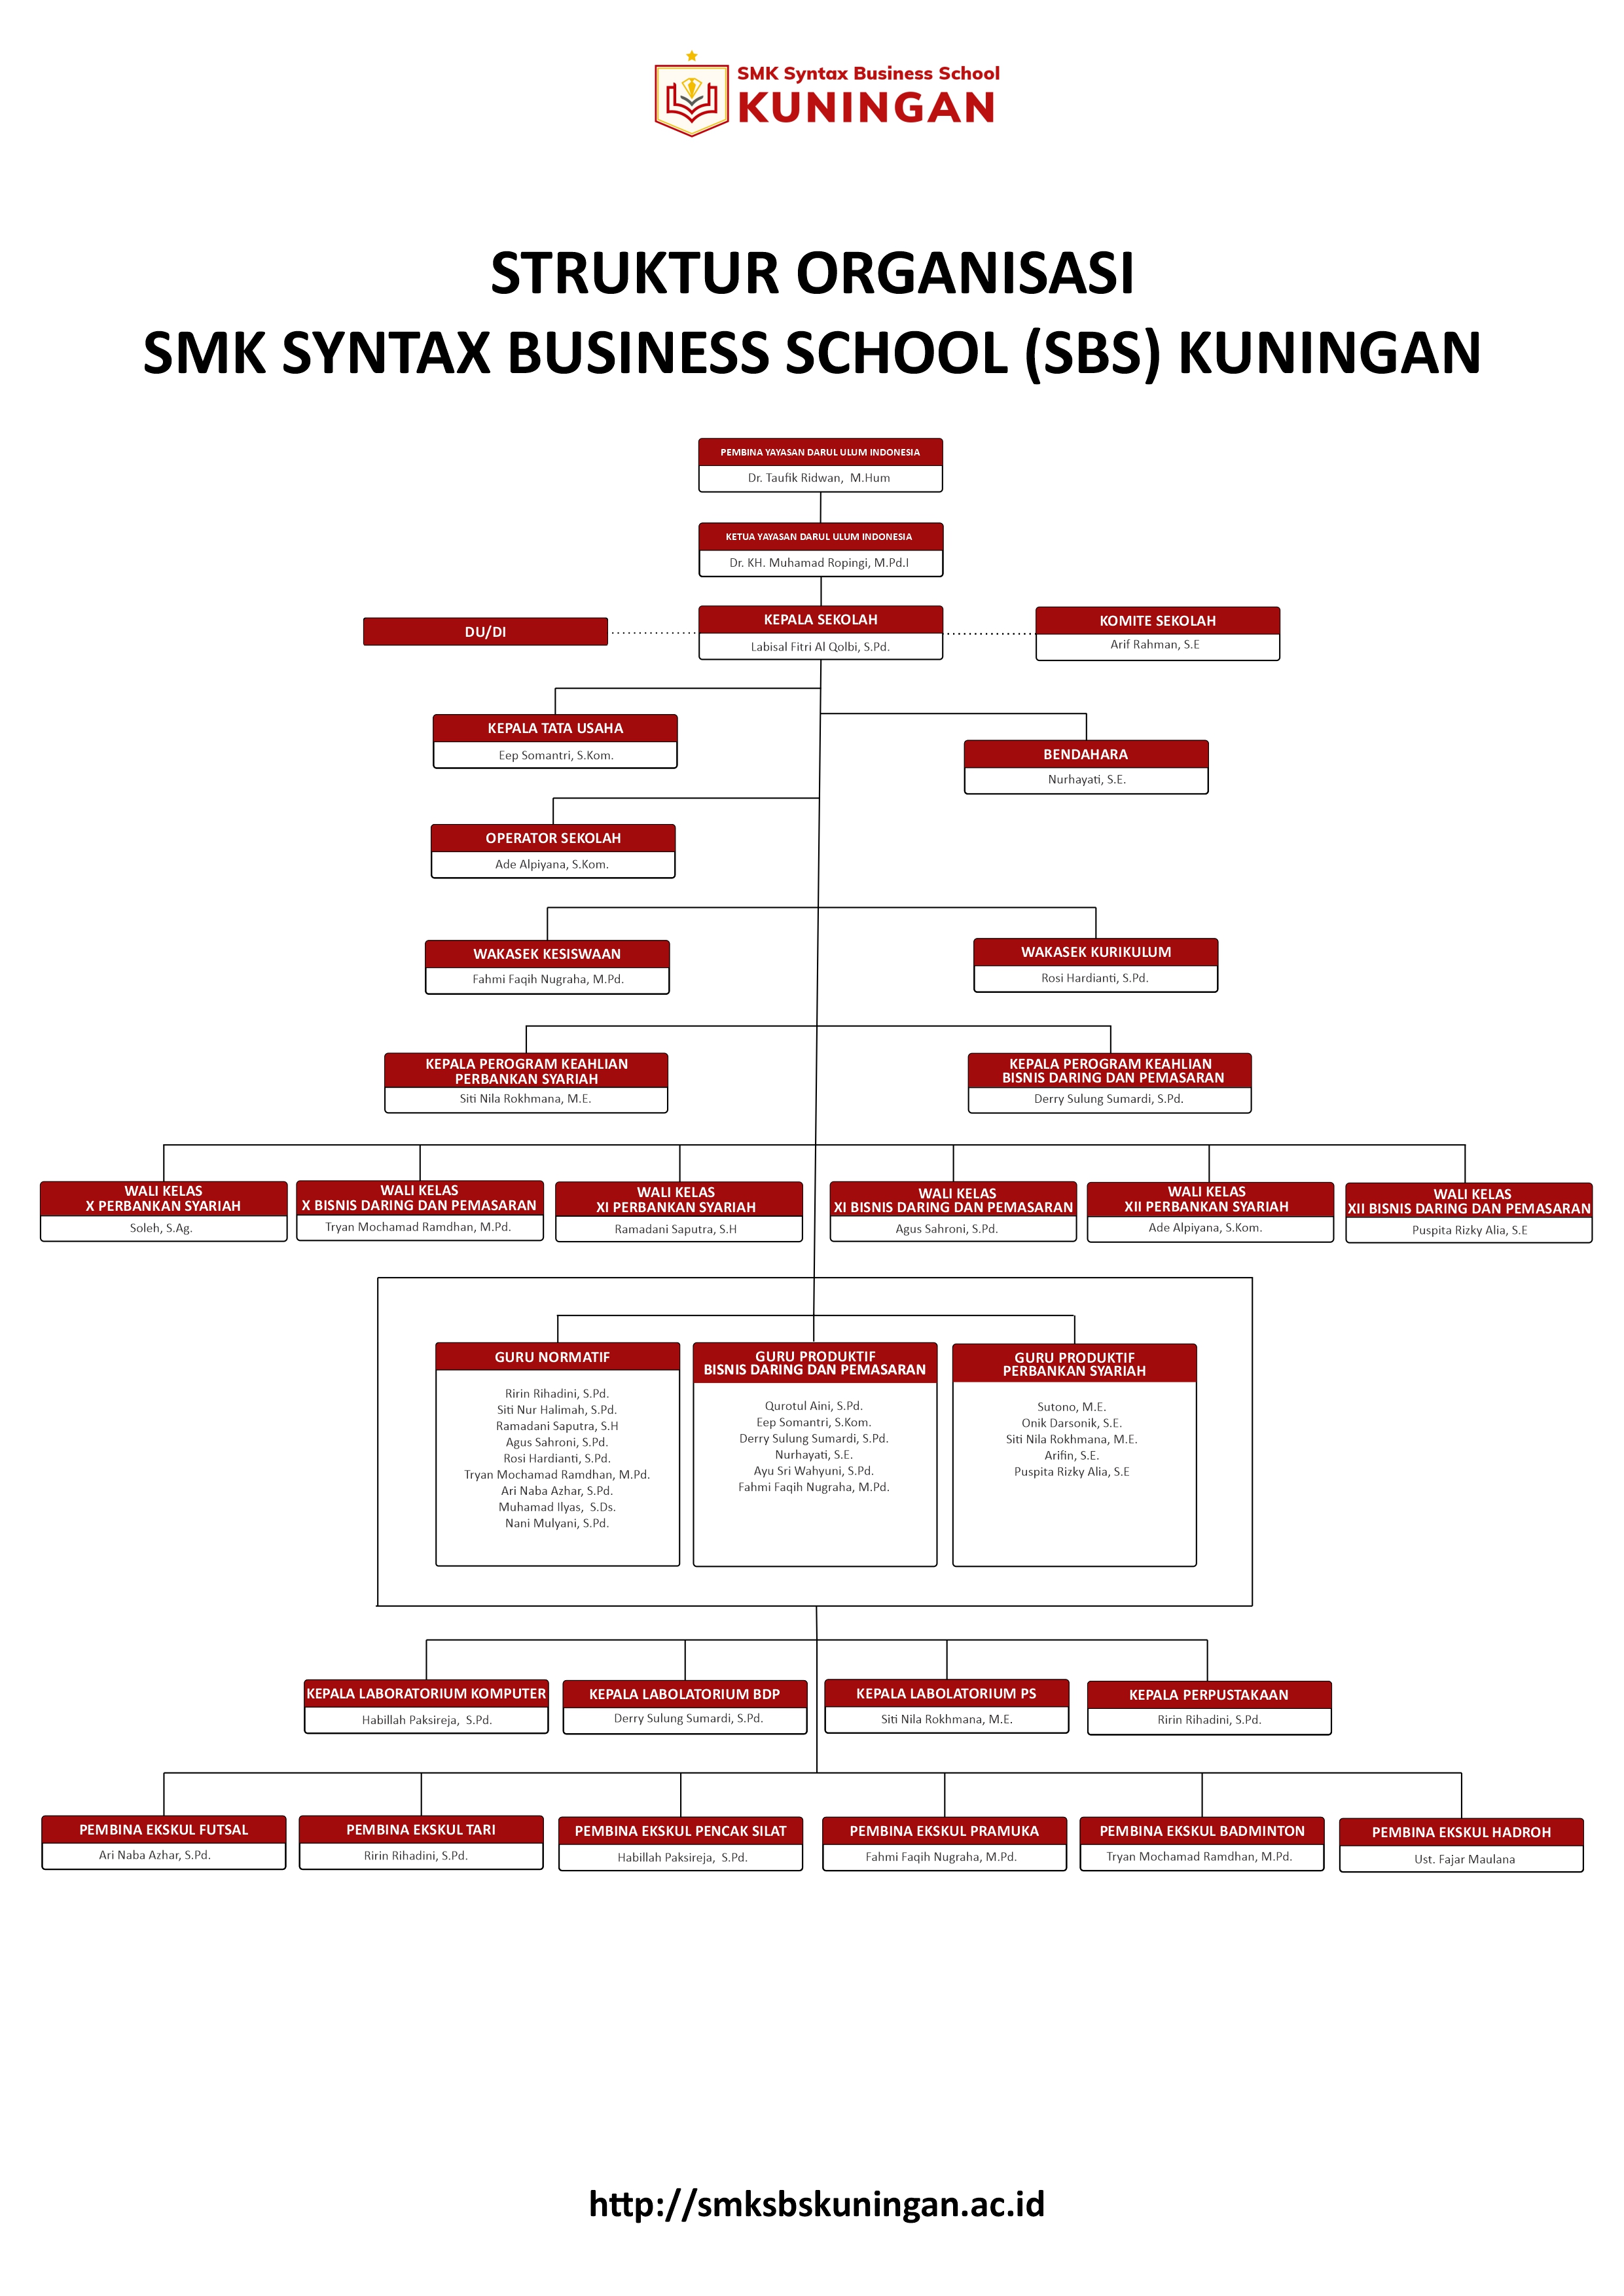 SMK Syntax Business School
KUNINGAN
STRUKTUR ORGANISASI
SMK SYNTAX BUSINESS SCHOOL (SBS) KUNINGAN
PEMBINA YAYASAN DARUL ULUM INDONESIA
Dr. Taufik Ridwan, M.Hum
KETUA YAYASAN DARUL ULUM INDONESIA
Dr. KH. Muhamad Ropingi, M.Pd.I
DU/DI
KEPALA SEKOLAH
Labisal Fitri Al Qolbi, S.Pd.
KOMITE SEKOLAH
Arif Rahman, S.E
KEPALA TATA USAHA
Eep Somantri, S.Kom.
BENDAHARA
Nurhayati, S.E.
OPERATOR SEKOLAH
Ade Alpiyana, S.Kom.
WAKASEK KESISWAAN
Fahmi Faqih Nugraha, M.Pd.
WAKASEK KURIKULUM
Rosi Hardianti, S.Pd.
KEPALA PEROGRAM KEAHLIAN
PERBANKAN SYARIAH
Siti Nila Rokhmana, M.E.
KEPALA PEROGRAM KEAHLIAN
BISNIS DARING DAN PEMASARAN
Derry Sulung Sumardi, S.Pd.
WALI KELAS
X PERBANKAN SYARIAH
Soleh, S.Ag.
WALI KELAS
X BISNIS DARING DAN PEMASARAN
Tryan Mochamad Ramdhan, M.Pd.
WALI KELAS
XI PERBANKAN SYARIAH
Ramadani Saputra, S.H
WALI KELAS
XI BISNIS DARING DAN PEMASARAN
Agus Sahroni, S.Pd.
WALI KELAS
XII PERBANKAN SYARIAH
Ade Alpiyana, S.Kom.
WALI KELAS
XII BISNIS DARING DAN PEMASARAN
Puspita Rizky Alia, S.E
GURU NORMATIF
Ririn Rihadini, S.Pd.
Siti Nur Halimah, S.Pd.
Ramadani Saputra, S.H
Agus Sahroni, S.Pd.
Rosi Hardianti, S.Pd.
Tryan Mochamad Ramdhan, M.Pd.
Ari Naba Azhar, S.Pd.
Muhamad Ilyas, S.Ds.
Nani Mulyani, S.Pd.
GURU PRODUKTIF
BISNIS DARING DAN PEMASARAN
Qurotul Aini, S.Pd.
Eep Somantri, S.Kom.
Derry Sulung Sumardi, S.Pd.
Nurhayati, S.E.
Ayu Sri Wahyuni, S.Pd.
Fahmi Faqih Nugraha, M.Pd.
GURU PRODUKTIF
PERBANKAN SYARIAH
Sutono, M.E.
Onik Darsonik, S.E.
Siti Nila Rokhmana, M.E.
Arifin, S.E.
Puspita Rizky Alia, S.E
KEPALA LABORATORIUM KOMPUTER
Habillah Paksireja, S.Pd.
KEPALA LABOLATORIUM BDP
Derry Sulung Sumardi, S.Pd.
KEPALA LABOLATORIUM PS
Siti Nila Rokhmana, M.E.
KEPALA PERPUSTAKAAN
Ririn Rihadini, S.Pd.
PEMBINA EKSKUL FUTSAL
Ari Naba Azhar, S.Pd.
PEMBINA EKSKUL TARI
Ririn Rihadini, S.Pd.
PEMBINA EKSKUL PENCAK SILAT
Habillah Paksireja, S.Pd.
PEMBINA EKSKUL PRAMUKA
Fahmi Faqih Nugraha, M.Pd.
PEMBINA EKSKUL BADMINTON
Tryan Mochamad Ramdhan, M.Pd.
PEMBINA EKSKUL HADROH
Ust. Fajar Maulana
http://smksbskuningan.ac.id